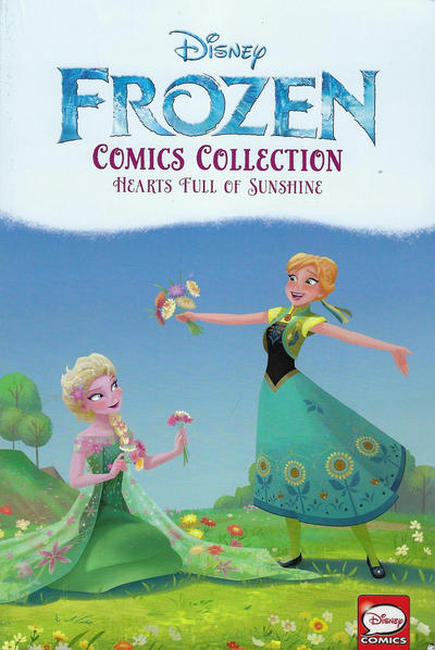 Disney
FROZEN
COMICS COLLECTION
HEARTS FULL OF SUNSHINE
Disney
COMICS